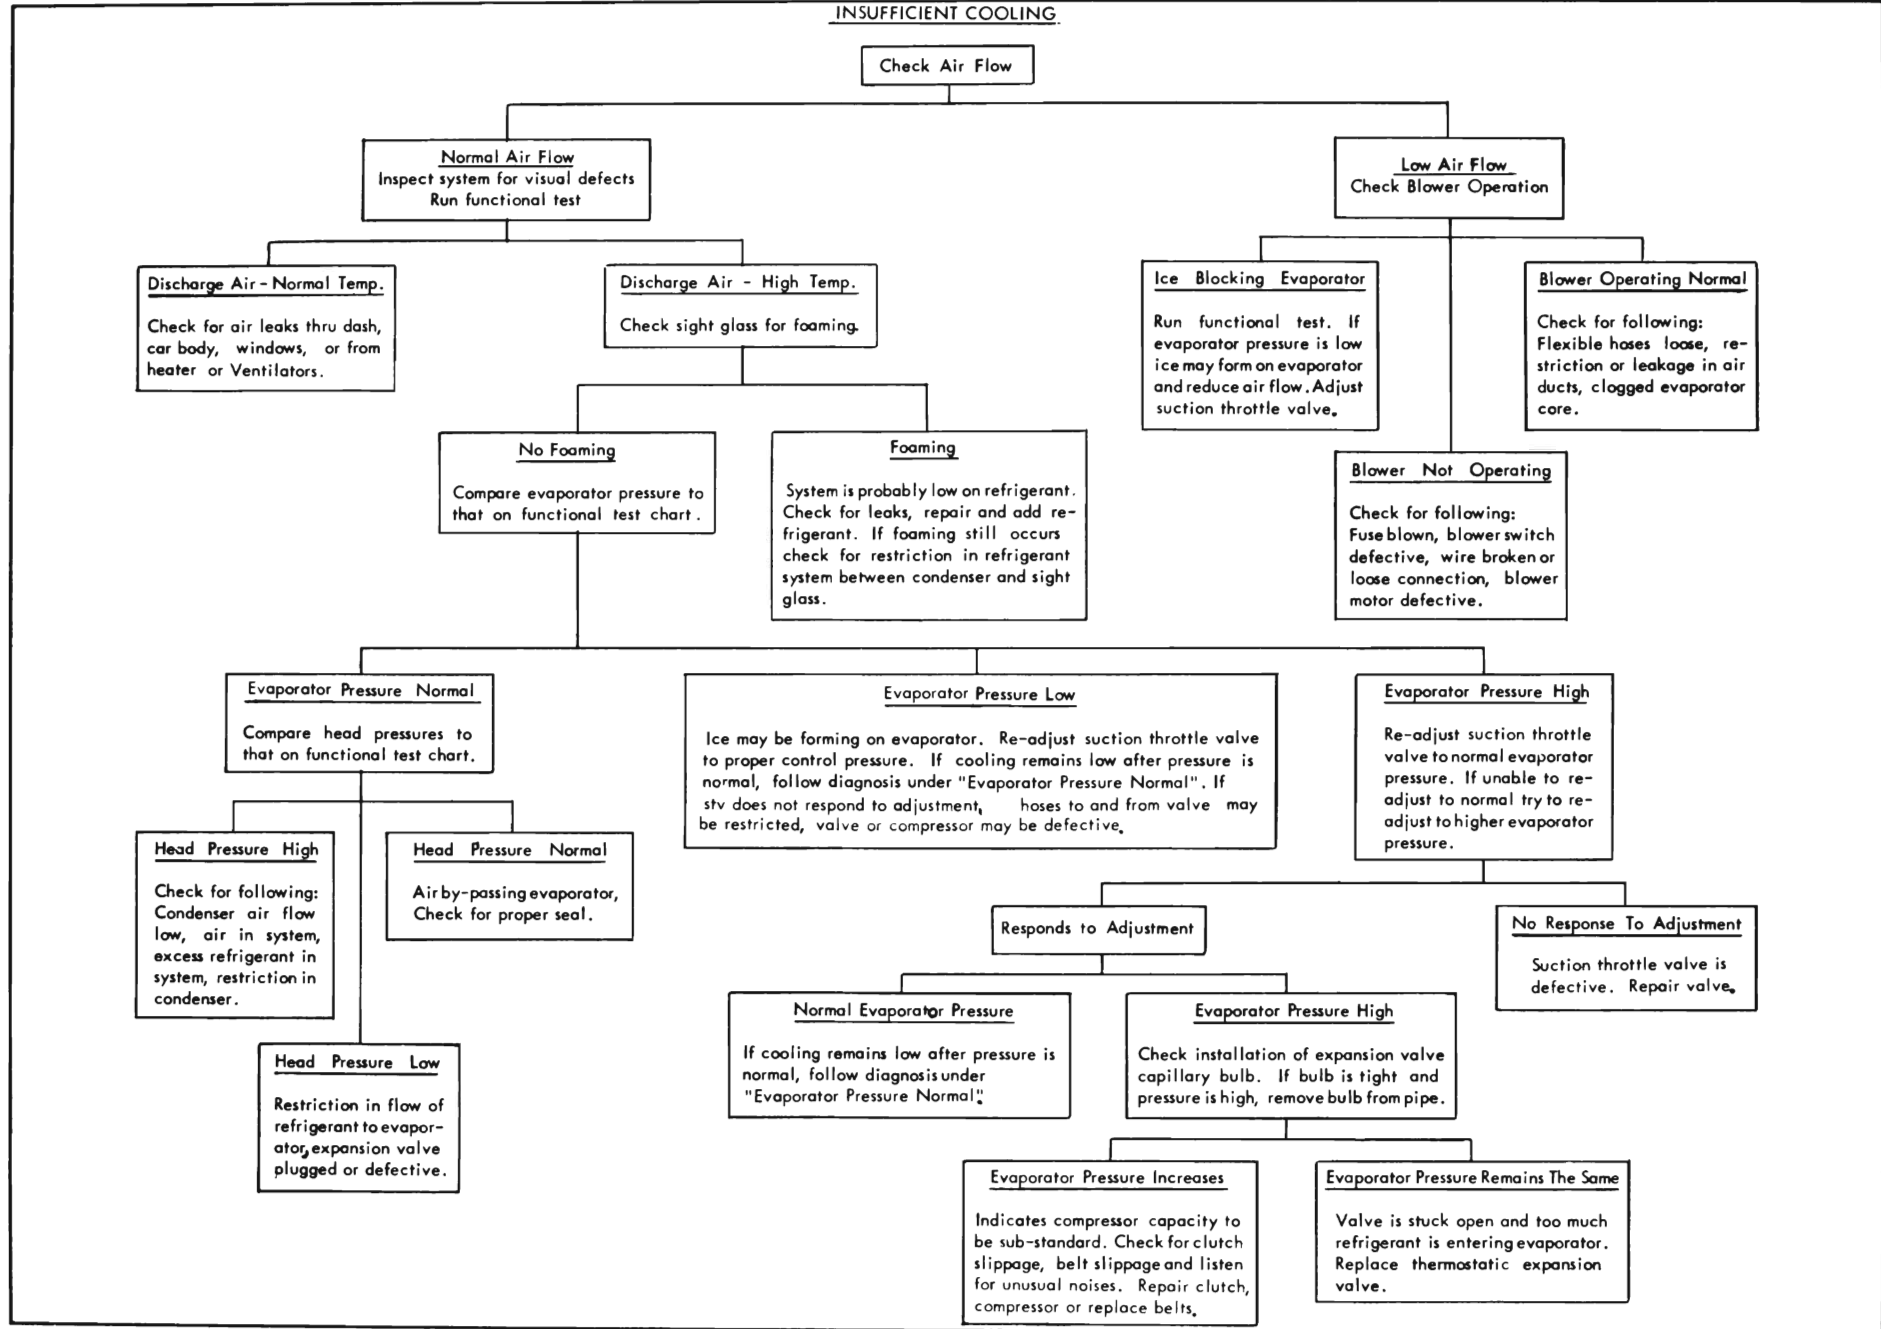 INSUFFICIENT COOLING
Check Air Flow
Normal Air Flow
Inspect system for visual defects
Run functional test
Low Air Flow
Check Blower Operation
Discharge Air - Normal Temp.
Check for air leaks thru dash,
car body, windows, or from
heater or Ventilators.
Discharge Air - High Temp.
Check sight glass for foaming.
Ice Blocking Evaporator
Run functional test. If
evaporator pressure is low
ice may form on evaporator
and reduce air flow. Adjust
suction throttle valve.
Blower Operating Normal
Check for following:
Flexible hoses loose, re-
striction or leakage in air
ducts, clogged evaporator
core.
No Foaming
Compare evaporator pressure to
that on functional test chart.
Foaming
System is probably low on refrigerant.
Check for leaks, repair and add re-
frigerant. If foaming still occurs
check for restriction in refrigerant
system between condenser and sight
glass.
Blower Not Operating
Check for following:
Fuse blown, blower switch
defective, wire broken or
loose connection, blower
motor defective.
Evaporator Pressure Normal
Compare head pressures to
that on functional test chart.
Evaporator Pressure Low
Ice may be forming on evaporator. Re-adjust suction throttle valve
to proper control pressure. If cooling remains low after pressure is
normal, follow diagnosis under "Evaporator Pressure Normal". If
stv does not respond to adjustment, hoses to and from valve may
be restricted, valve or compressor may be defective.
Evaporator Pressure High
Re-adjust suction throttle
valve to normal evaporator
pressure. If unable to re-
adjust to normal try to re-
adjust to higher evaporator
pressure.
Head Pressure High
Check for following:
Condenser air flow
low, air in system,
excess refrigerant in
system, restriction in
condenser.
Head Pressure Normal
Air by-passing evaporator,
Check for proper seal.
Head Pressure Low
Restriction in flow of
refrigerant to evapor-
ator, expansion valve
plugged or defective.
Responds to Adjustment
No Response To Adjustment
Suction throttle valve is
defective. Repair valve.
Normal Evaporator Pressure
If cooling remains low after pressure is
normal, follow diagnosis under
"Evaporator Pressure Normal".
Evaporator Pressure High
Check installation of expansion valve
capillary bulb. If bulb is tight and
pressure is high, remove bulb from pipe.
Evaporator Pressure Increases
Indicates compressor capacity to
be sub-standard. Check for clutch
slippage, belt slippage and listen
for unusual noises. Repair clutch,
compressor or replace belts.
Evaporator Pressure Remains The Same
Valve is stuck open and too much
refrigerant is entering evaporator.
Replace thermostatic expansion
valve.